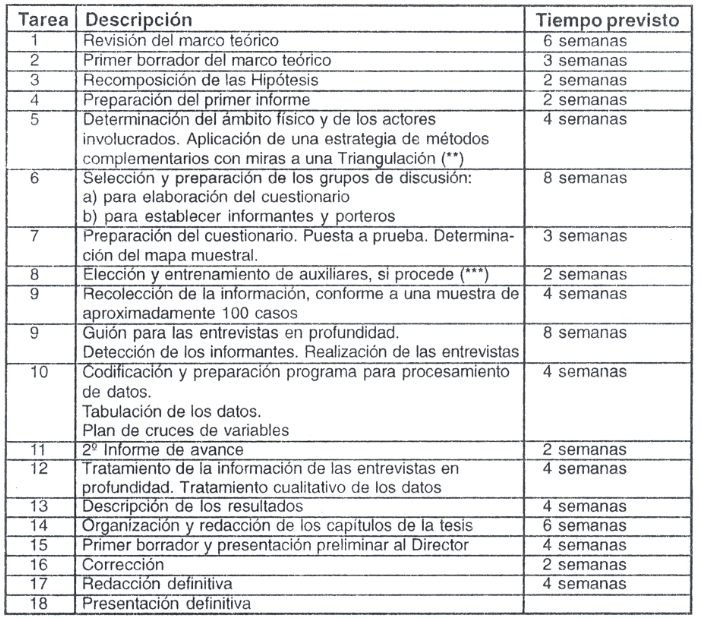 Tarea Descripción Tiempo previsto
1 Revisión del marco teórico 6 semanas
2 Primer borrador del marco teórico 3 semanas
3 Recomposición de las Hipótesis 2 semanas
4 Preparación del primer informe 2 semanas
5 Determinación del ámbito físico y de los actores 4 semanas
involucrados. Aplicación de una estrategia de métodos
complementarios con miras a una Triangulación (**)
6 Selección y preparación de los grupos de discusión: 8 semanas
a) para elaboración del cuestionario
b) para establecer informantes y porteros
7 Preparación del cuestionario. Puesta a prueba. Determina- 3 semanas
ción del mapa muestral.
8 Elección y entrenamiento de auxiliares, si procede (***) 2 semanas
9 Recolección de la información, conforme a una muestra de 4 semanas
aproximadamente 100 casos
9 Guión para las entrevistas en profundidad. 8 semanas
Detección de los informantes. Realización de las entrevistas
10 Codificación y preparación programa para procesamiento 4 semanas
de datos.
Tabulación de los datos.
Plan de cruces de variables
11 2º Informe de avance 2 semanas
12 Tratamiento de la información de las entrevistas en 4 semanas
profundidad. Tratamiento cualitativo de los datos
13 Descripción de los resultados 4 semanas
14 Organización y redacción de los capítulos de la tesis 6 semanas
15 Primer borrador y presentación preliminar al Director 4 semanas
16 Corrección 2 semanas
17 Redacción definitiva 4 semanas
18 Presentación definitiva